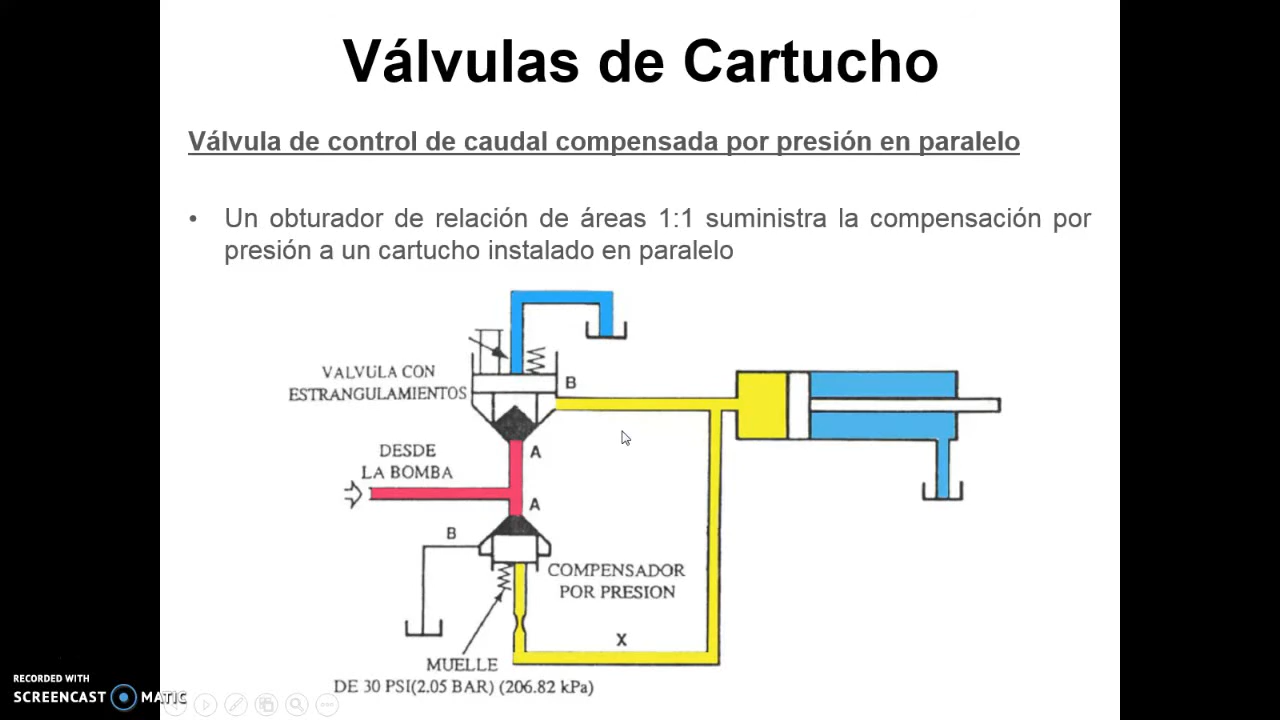 Válvulas de Cartucho
Válvula de control de caudal compensada por presión en paralelo
• Un obturador de relación de áreas 1:1 suministra la compensación por
presión a un cartucho instalado en paralelo
VALVULA CON
ESTRANGULAMIENTOS
B
DESDE
LA BOMBA
A
A
B
COMPENSADOR
POR PRESION
X
MUELLE
DE 30 PSI(2.05 BAR) (206.82 kPa)
RECORDED WITH
SCREENCAST MATIC